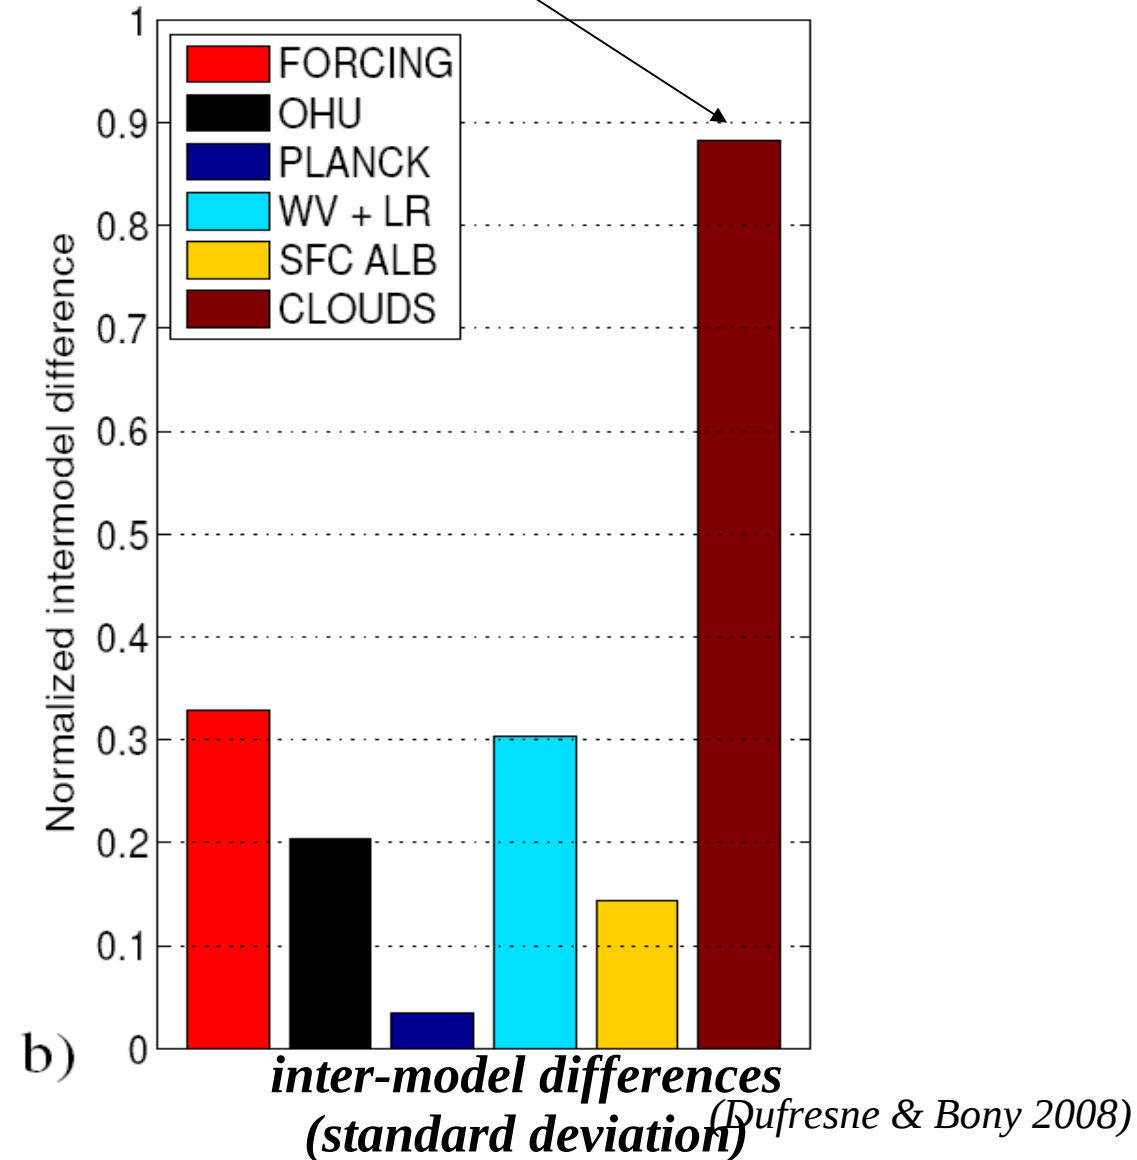 1
FORCING
OHU
PLANCK
WV + LR
SFC ALB
CLOUDS
0.9
0.8
0.7
0.6
0.5
0.4
0.3
0.2
0.1
0
Normalized intermodel difference
b)
inter-model differences
(standard deviation)
(Dufresne & Bony 2008)